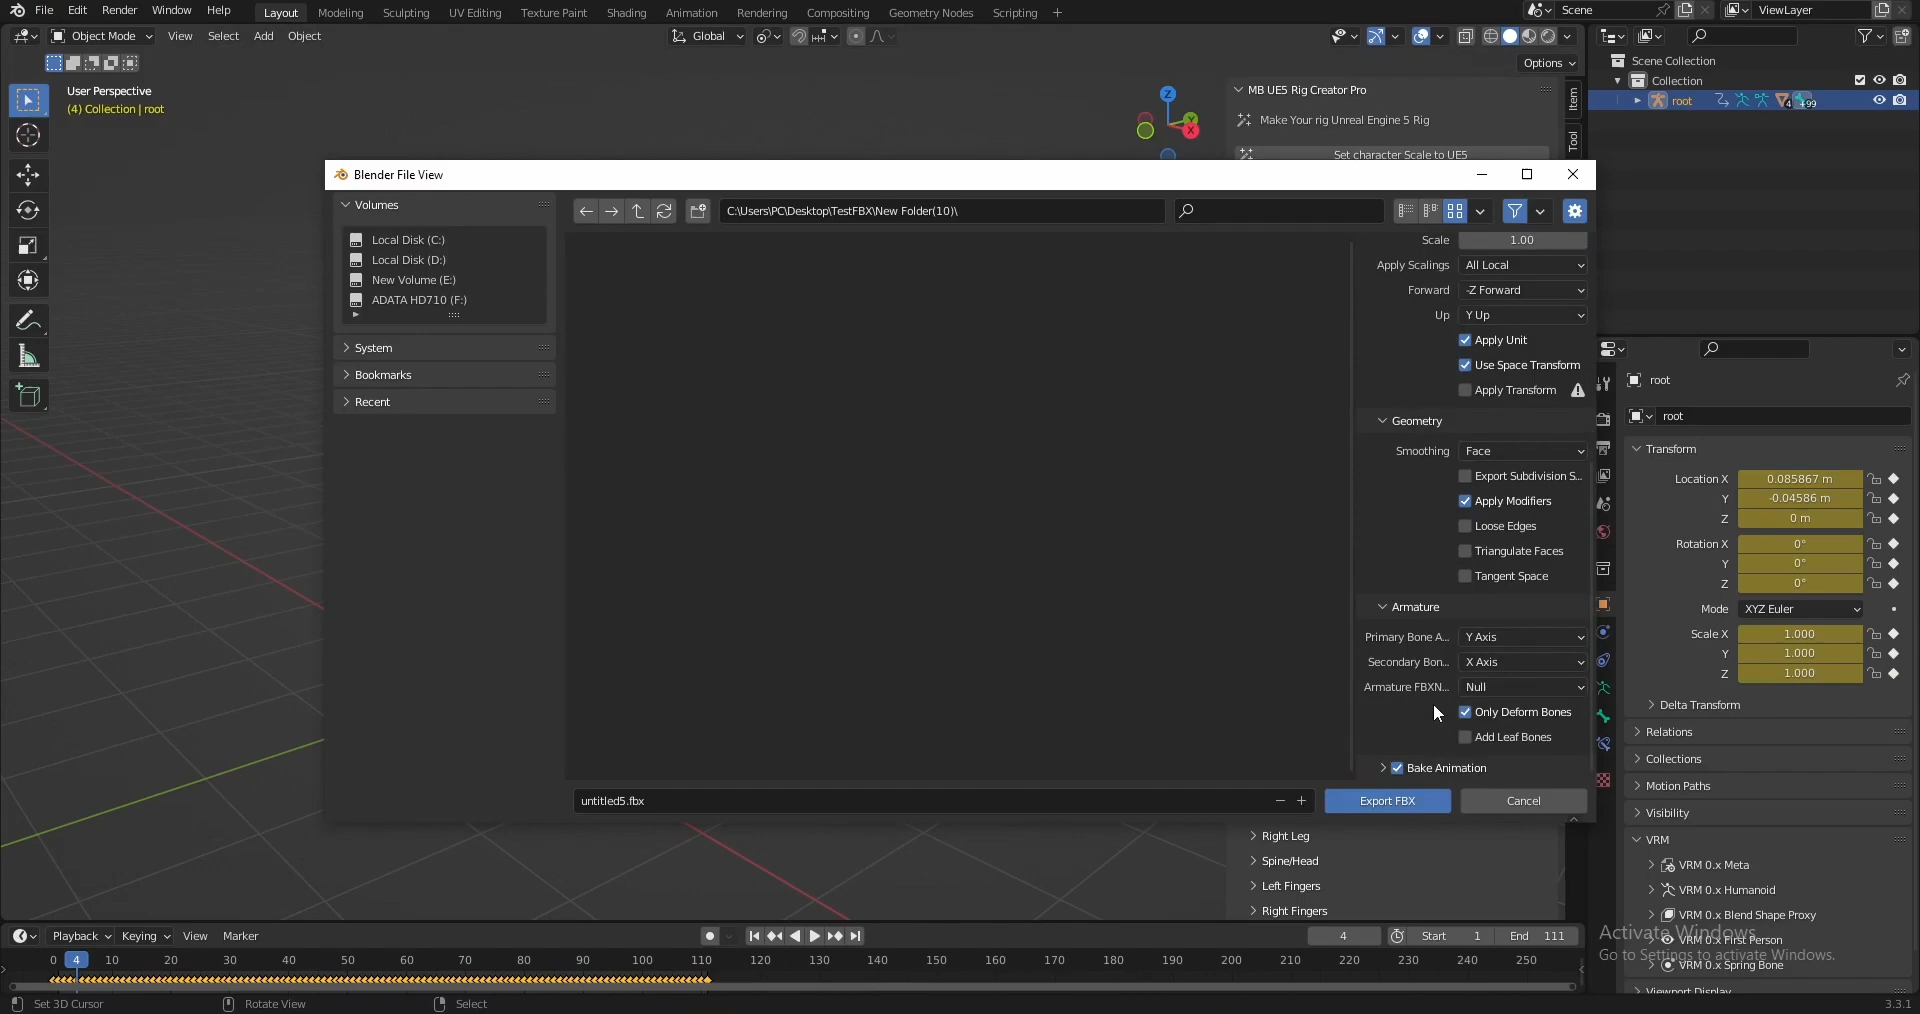 File Edit Render Window Help Layout Modeling Sculpting UV Editing Texture Paint Shading Animation Rendering Compositing Geometry Nodes Scripting + Scene ViewLayer
Object Mode View Select Add Object Global
Options
User Perspective
(4) Collection | root
Z
Y
X
MB UE5 Rig Creator Pro
Make Your rig Unreal Engine 5 Rig
Set character Scale to UE5
Item
Tool
Scene Collection
Collection
root 4 +99
Blender File View
Volumes
Local Disk (C:)
Local Disk (D:)
New Volume (E:)
ADATA HD710 (F:)
System
Bookmarks
Recent
C:\Users\PC\Desktop\TestFBX\New Folder(10)\
Scale 1.00
Apply Scalings All Local
Forward -Z Forward
Up Y Up
Apply Unit
Use Space Transform
Apply Transform
Geometry
Smoothing Face
Export Subdivision S...
Apply Modifiers
Loose Edges
Triangulate Faces
Tangent Space
Armature
Primary Bone A... Y Axis
Secondary Bon... X Axis
Armature FBXN... Null
Only Deform Bones
Add Leaf Bones
Bake Animation
untitled5.fbx
Export FBX Cancel
Right Leg
Spine/Head
Left Fingers
Right Fingers
root
root
Transform
Location X 0.085867 m
Y -0.04586 m
Z 0 m
Rotation X 0°
Y 0°
Z 0°
Mode XYZ Euler
Scale X 1.000
Y 1.000
Z 1.000
Delta Transform
Relations
Collections
Motion Paths
Visibility
VRM
VRM 0.x Meta
VRM 0.x Humanoid
VRM 0.x Blend Shape Proxy
VRM 0.x First Person
VRM 0.x Spring Bone
Viewport Display
Activate Windows
Go to Settings to activate Windows.
Playback Keying View Marker 4 Start 1 End 111
0 4 10 20 30 40 50 60 70 80 90 100 110 120 130 140 150 160 170 180 190 200 210 220 230 240 250
Set 3D Cursor Rotate View Select 3.3.1